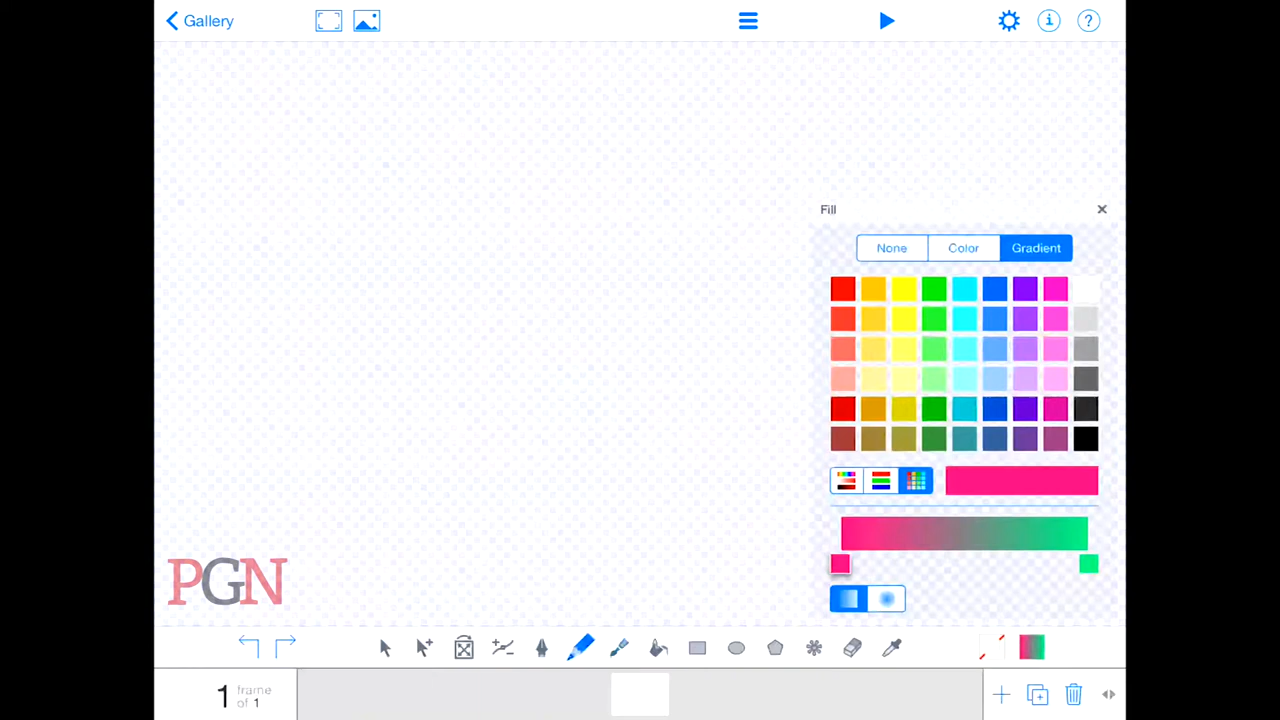 Gallery
Fill
None
Color
Gradient
PGN
1 frame of 1